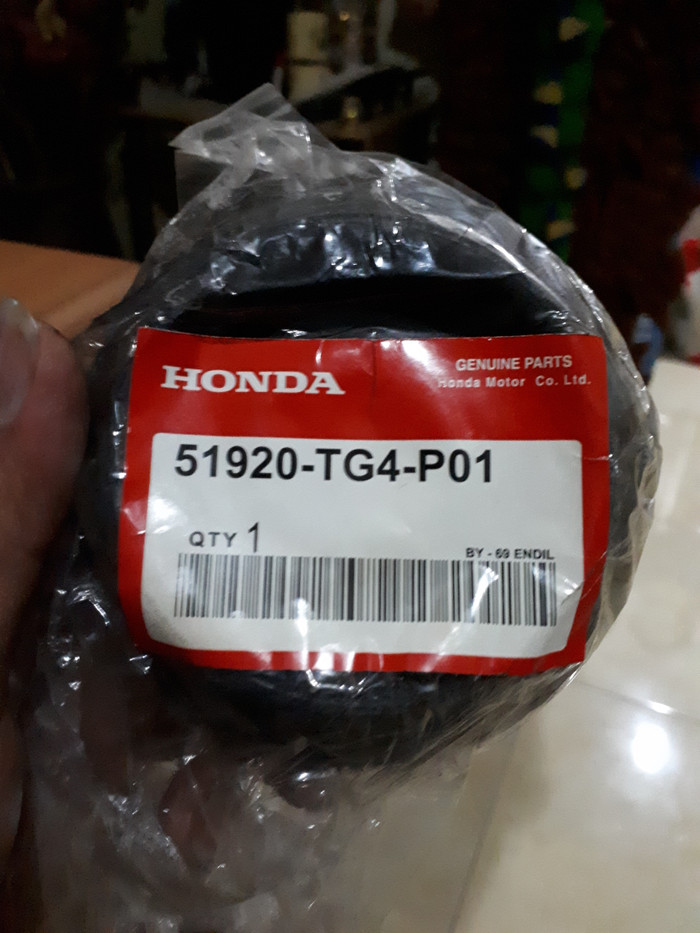 HONDA
GENUINE PARTS
Honda Motor Co. Ltd.
51920-TG4-P01
QTY 1
BY - 69 ENDIL